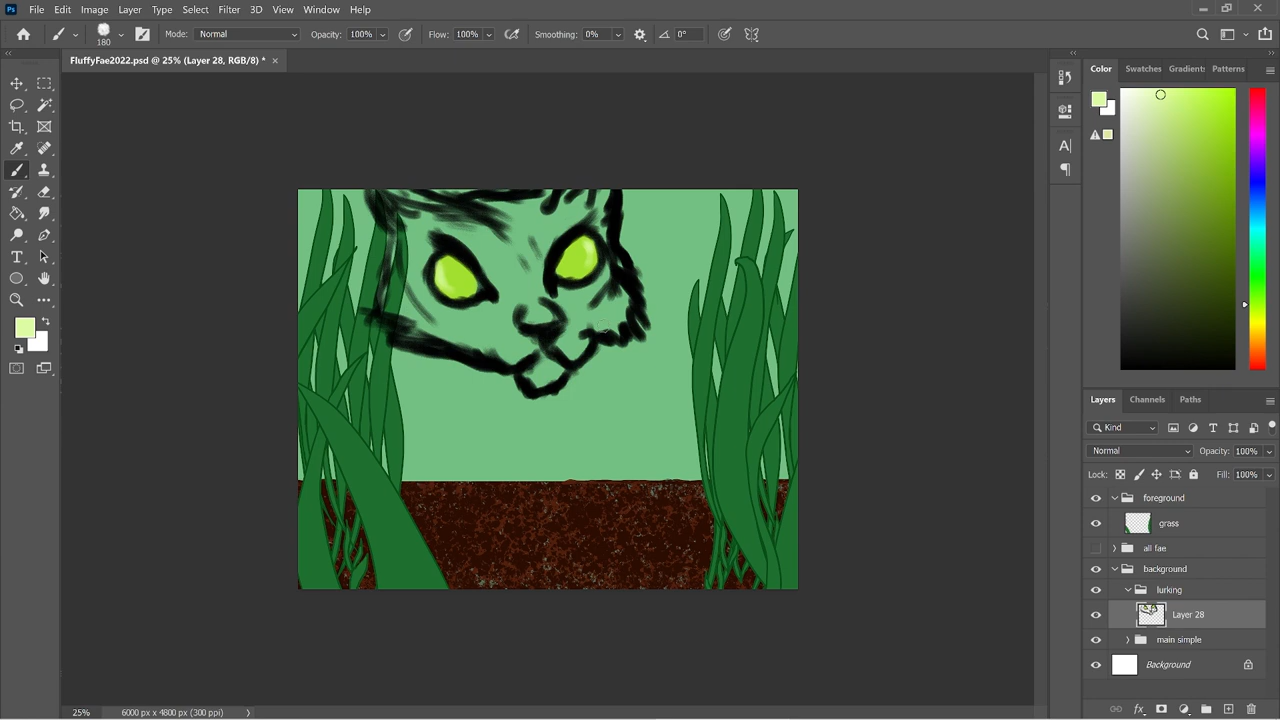 Ps File Edit Image Layer Type Select Filter 3D View Window Help
180 Mode: Normal Opacity: 100% Flow: 100% Smoothing: 0% 0°
FluffyFae2022.psd @ 25% (Layer 28, RGB/8) * ×
Color Swatches Gradients Patterns
Layers Channels Paths
Kind
Normal Opacity: 100%
Lock: Fill: 100%
foreground
grass
all fae
background
lurking
Layer 28
main simple
Background
25% 6000 px x 4800 px (300 ppi)